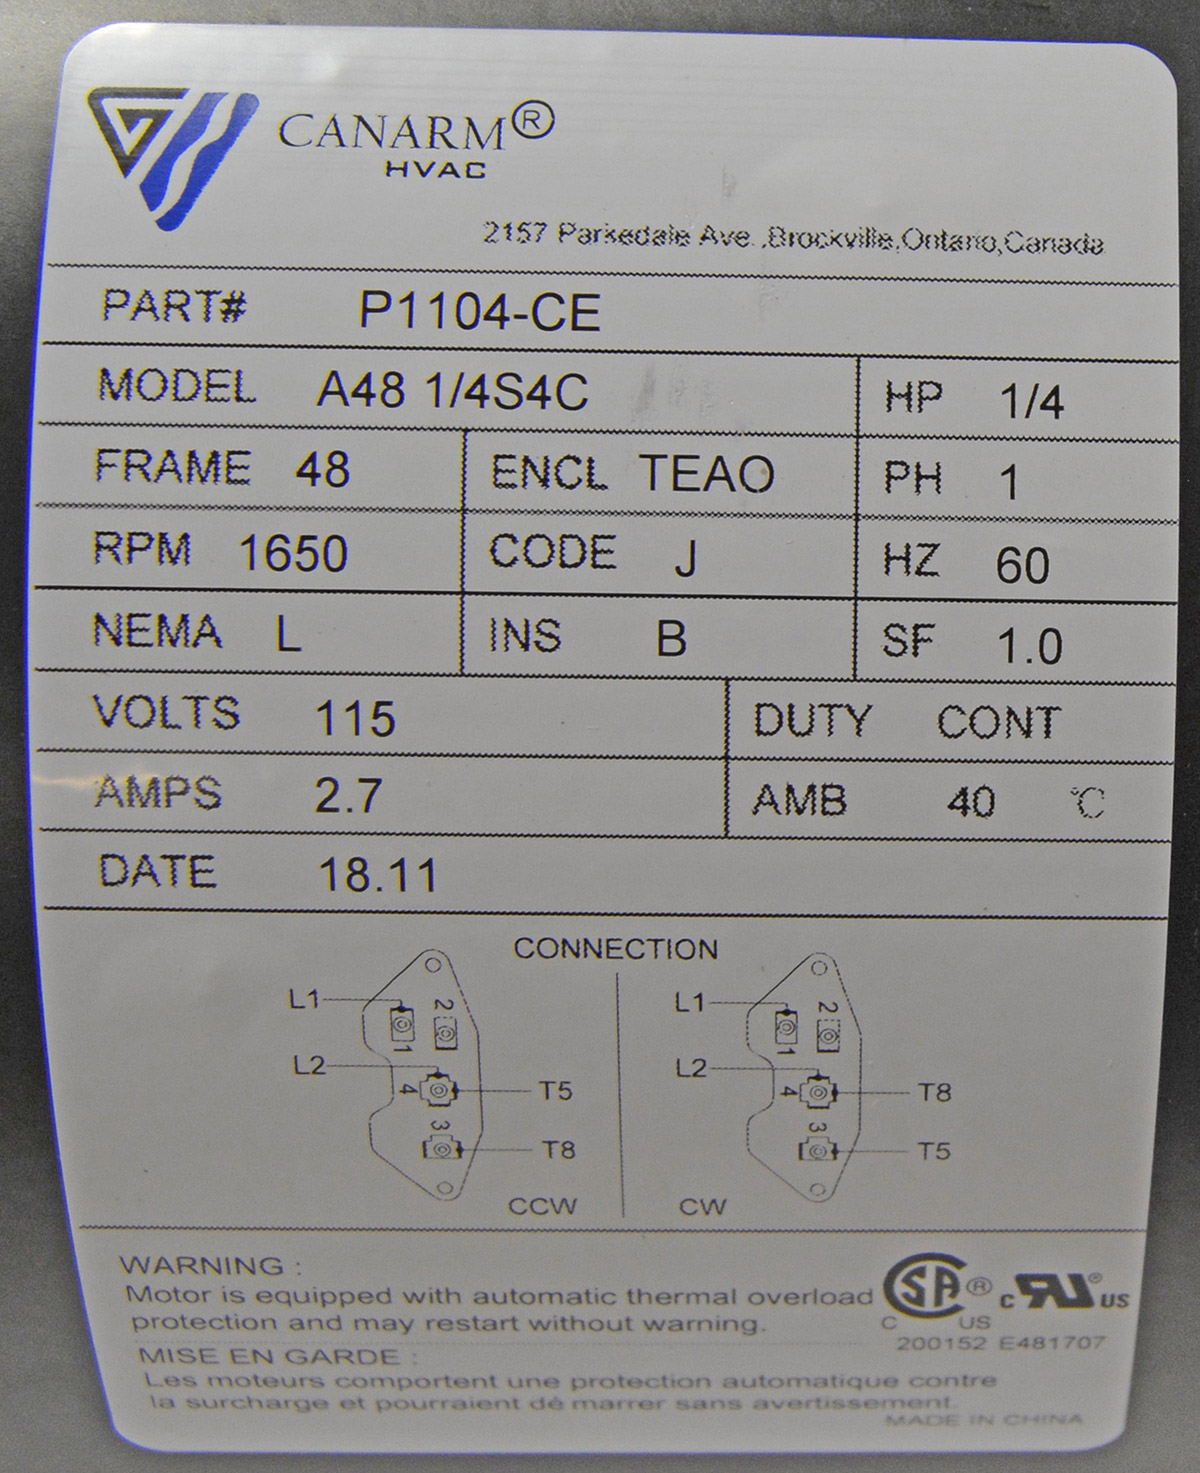 CANARM®
HVAC
2157 Parkedale Ave.,Brockville,Ontario,Canada
PART# P1104-CE
MODEL A48 1/4S4C HP 1/4
FRAME 48 ENCL TEAO PH 1
RPM 1650 CODE J HZ 60
NEMA L INS B SF 1.0
VOLTS 115 DUTY CONT
AMPS 2.7 AMB 40 °C
DATE 18.11
CONNECTION
L1 1 2
L2 4 T5
3 T8
CCW
L1 1 2
L2 4 T8
3 T5
CW
WARNING :
Motor is equipped with automatic thermal overload
protection and may restart without warning.
MISE EN GARDE :
Les moteurs comportent une protection automatique contre
la surcharge et pourraient dé marrer sans avertissement.
SA® C US
c RU® US
200152 E481707
MADE IN CHINA